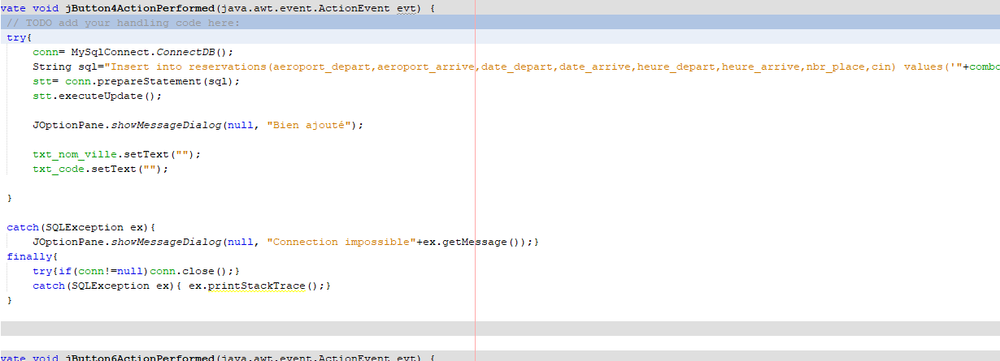 vate void jButton4ActionPerformed(java.awt.event.ActionEvent evt) {
// TODO add your handling code here:
try{
conn= MySqlConnect.ConnectDB();
String sql="Insert into reservations(aeroport_depart,aeroport_arrive,date_depart,date_arrive,heure_depart,heure_arrive,nbr_place,cin) values('"+combo
stt= conn.prepareStatement(sql);
stt.executeUpdate();
JOptionPane.showMessageDialog(null, "Bien ajouté");
txt_nom_ville.setText("");
txt_code.setText("");
}
catch(SQLException ex){
JOptionPane.showMessageDialog(null, "Connection impossible"+ex.getMessage());}
finally{
try{if(conn!=null)conn.close();}
catch(SQLException ex){ ex.printStackTrace();}
}
vate void jButton6ActionPerformed(java.awt.event.ActionEvent evt) {